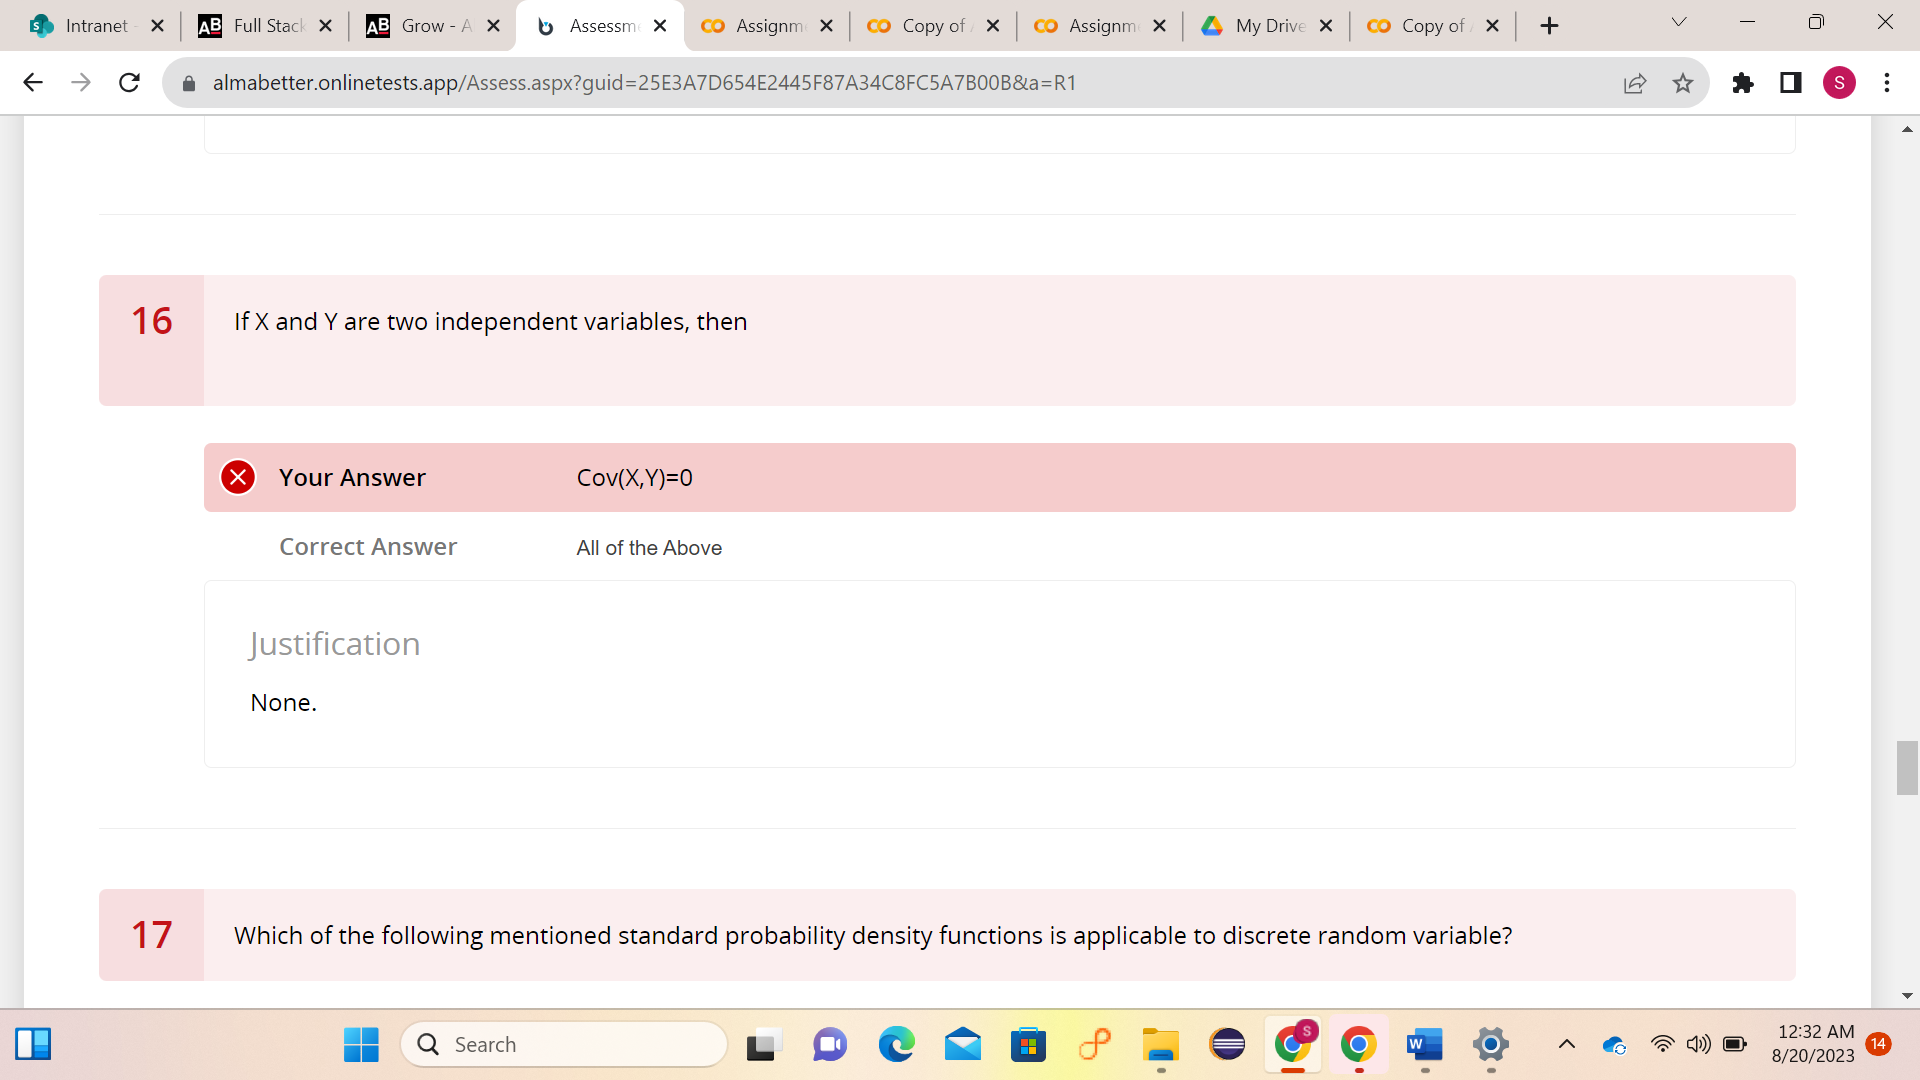 Intranet -
Full Stack
Grow - A
Assessm
Assignm
Copy of
Assignm
My Drive
Copy of
almabetter.onlinetests.app/Assess.aspx?guid=25E3A7D654E2445F87A34C8FC5A7B00B&a=R1
S
16
If X and Y are two independent variables, then
Your Answer
Cov(X,Y)=0
Correct Answer
All of the Above
Justification
None.
17
Which of the following mentioned standard probability density functions is applicable to discrete random variable?
Search
12:32 AM
8/20/2023
14